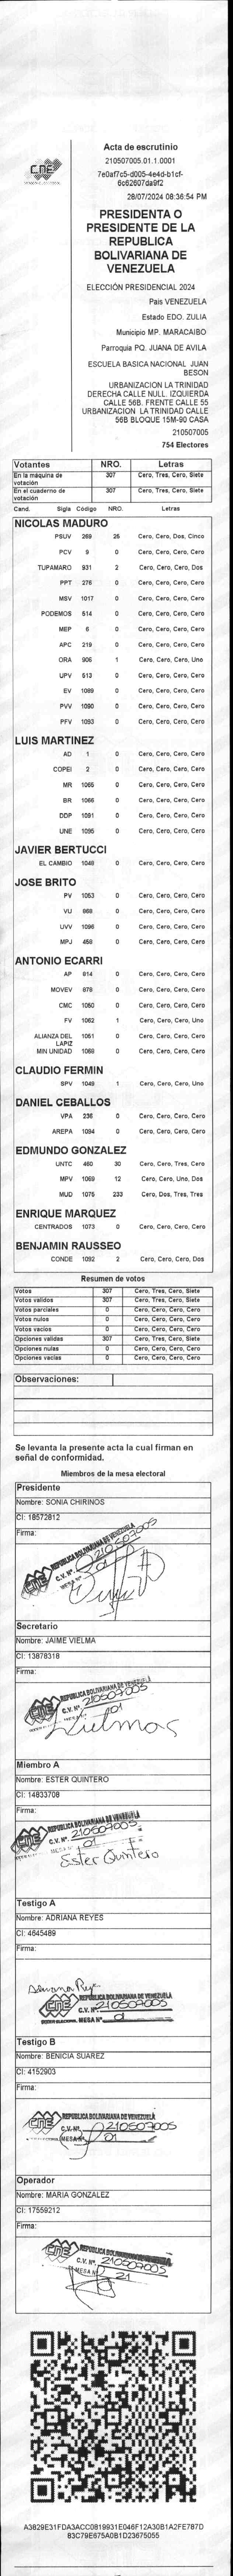 CNE
Acta de escrutinio
210507005.01.1.0001
7e0af7c5-d005-4e4d-b1cf-
6c62607da9f2
28/07/2024 08:36:54 PM
PRESIDENTA O
PRESIDENTE DE LA
REPUBLICA
BOLIVARIANA DE
VENEZUELA
ELECCIÓN PRESIDENCIAL 2024
Pais VENEZUELA
Estado EDO. ZULIA
Municipio MP. MARACAIBO
Parroquia PQ. JUANA DE AVILA
ESCUELA BASICA NACIONAL JUAN
BESON
URBANIZACION LA TRINIDAD
DERECHA CALLE NULL. IZQUIERDA
CALLE 56B. FRENTE CALLE 55
URBANIZACION LA TRINIDAD CALLE
56B BLOQUE 15M-90 CASA
210507005
754 Electores
Votantes NRO. Letras
En la máquina de votación 307 Cero, Tres, Cero, Siete
En el cuaderno de votación 307 Cero, Tres, Cero, Siete
Cand. Sigla Código NRO. Letras
NICOLAS MADURO
PSUV 269 25 Cero, Cero, Dos, Cinco
PCV 9 0 Cero, Cero, Cero, Cero
TUPAMARO 931 2 Cero, Cero, Cero, Dos
PPT 276 0 Cero, Cero, Cero, Cero
MSV 1017 0 Cero, Cero, Cero, Cero
PODEMOS 514 0 Cero, Cero, Cero, Cero
MEP 6 0 Cero, Cero, Cero, Cero
APC 219 0 Cero, Cero, Cero, Cero
ORA 906 1 Cero, Cero, Cero, Uno
UPV 513 0 Cero, Cero, Cero, Cero
EV 1089 0 Cero, Cero, Cero, Cero
PVV 1090 0 Cero, Cero, Cero, Cero
PFV 1093 0 Cero, Cero, Cero, Cero
LUIS MARTINEZ
AD 1 0 Cero, Cero, Cero, Cero
COPEI 2 0 Cero, Cero, Cero, Cero
MR 1065 0 Cero, Cero, Cero, Cero
BR 1066 0 Cero, Cero, Cero, Cero
DDP 1091 0 Cero, Cero, Cero, Cero
UNE 1095 0 Cero, Cero, Cero, Cero
JAVIER BERTUCCI
EL CAMBIO 1048 0 Cero, Cero, Cero, Cero
JOSE BRITO
PV 1053 0 Cero, Cero, Cero, Cero
VU 868 0 Cero, Cero, Cero, Cero
UVV 1096 0 Cero, Cero, Cero, Cero
MPJ 458 0 Cero, Cero, Cero, Cero
ANTONIO ECARRI
AP 814 0 Cero, Cero, Cero, Cero
MOVEV 878 0 Cero, Cero, Cero, Cero
CMC 1050 0 Cero, Cero, Cero, Cero
FV 1062 1 Cero, Cero, Cero, Uno
ALIANZA DEL LAPIZ 1051 0 Cero, Cero, Cero, Cero
MIN UNIDAD 1069 0 Cero, Cero, Cero, Cero
CLAUDIO FERMIN
SPV 1049 1 Cero, Cero, Cero, Uno
DANIEL CEBALLOS
VPA 236 0 Cero, Cero, Cero, Cero
AREPA 1084 0 Cero, Cero, Cero, Cero
EDMUNDO GONZALEZ
UNTC 460 30 Cero, Cero, Tres, Cero
MPV 1069 12 Cero, Cero, Uno, Dos
MUD 1075 233 Cero, Dos, Tres, Tres
ENRIQUE MARQUEZ
CENTRADOS 1073 0 Cero, Cero, Cero, Cero
BENJAMIN RAUSSEO
CONDE 1092 2 Cero, Cero, Cero, Dos
Resumen de votos
Votos 307 Cero, Tres, Cero, Siete
Votos validos 307 Cero, Tres, Cero, Siete
Votos parciales 0 Cero, Cero, Cero, Cero
Votos nulos 0 Cero, Cero, Cero, Cero
Votos vacios 0 Cero, Cero, Cero, Cero
Opciones validas 307 Cero, Tres, Cero, Siete
Opciones nulas 0 Cero, Cero, Cero, Cero
Opciones vacias 0 Cero, Cero, Cero, Cero
Observaciones:
Se levanta la presente acta la cual firman en
señal de conformidad.
Miembros de la mesa electoral
Presidente
Nombre: SONIA CHIRINOS
CI: 18572812
Firma:
CNE REPUBLICA BOLIVARIANA DE VENEZUELA
C.V. Nº. 210507005
MESA Nº
Secretario
Nombre: JAIME VIELMA
CI: 13878318
Firma:
CNE REPUBLICA BOLIVARIANA DE VENEZUELA
C.V. Nº. 210507005
01
Miembro A
Nombre: ESTER QUINTERO
CI: 14833708
Firma:
CNE REPUBLICA BOLIVARIANA DE VENEZUELA
C.V. Nº. 210507005
MESA Nº 01
Ester Quintero
Testigo A
Nombre: ADRIANA REYES
CI: 4645489
Firma:
CNE REPUBLICA BOLIVARIANA DE VENEZUELA
C.V. Nº. 210507005
MESA Nº
Testigo B
Nombre: BENICIA SUAREZ
CI: 4152903
Firma:
CNE REPUBLICA BOLIVARIANA DE VENEZUELA
C.V. Nº. 210507005
MESA Nº 01
Operador
Nombre: MARIA GONZALEZ
CI: 17559212
Firma:
CNE REPUBLICA BOLIVARIANA DE VENEZUELA
C.V. Nº. 210507005
MESA Nº
A3829E31FDA3ACC0819931E046F12A30B1A2FE787D
83C79E675A0B1D23675055